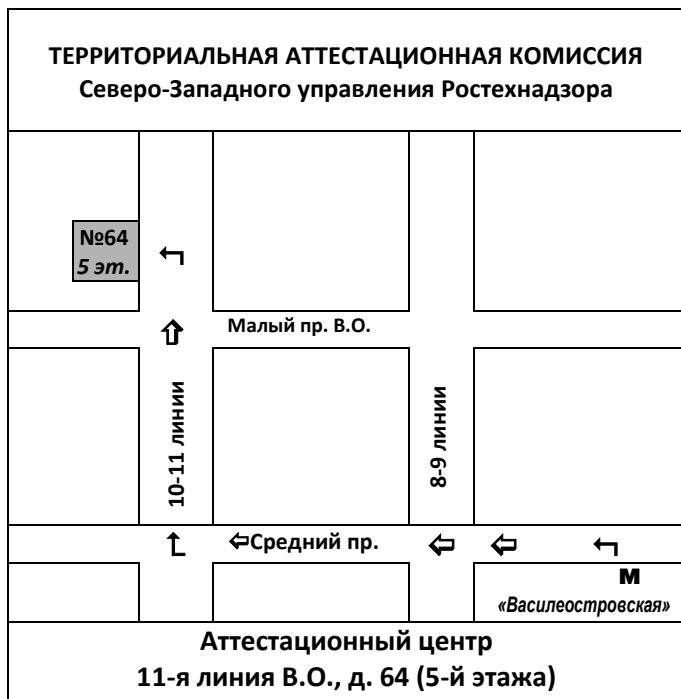 ТЕРРИТОРИАЛЬНАЯ АТТЕСТАЦИОННАЯ КОМИССИЯ
Северо-Западного управления Ростехнадзора
№64
5 эт.
Малый пр. В.О.
10-11 линии
8-9 линии
Средний пр.
М
«Василеостровская»
Аттестационный центр
11-я линия В.О., д. 64 (5-й этажа)